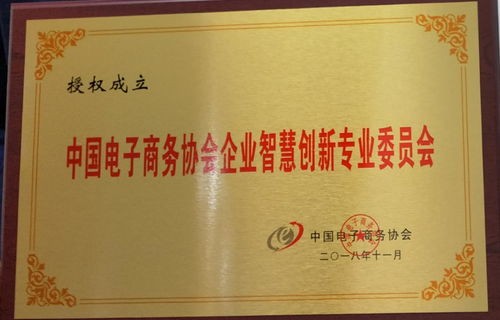 授权成立
中国电子商务协会企业智慧创新专业委员会
中国电子商务协会
二〇一八年十一月